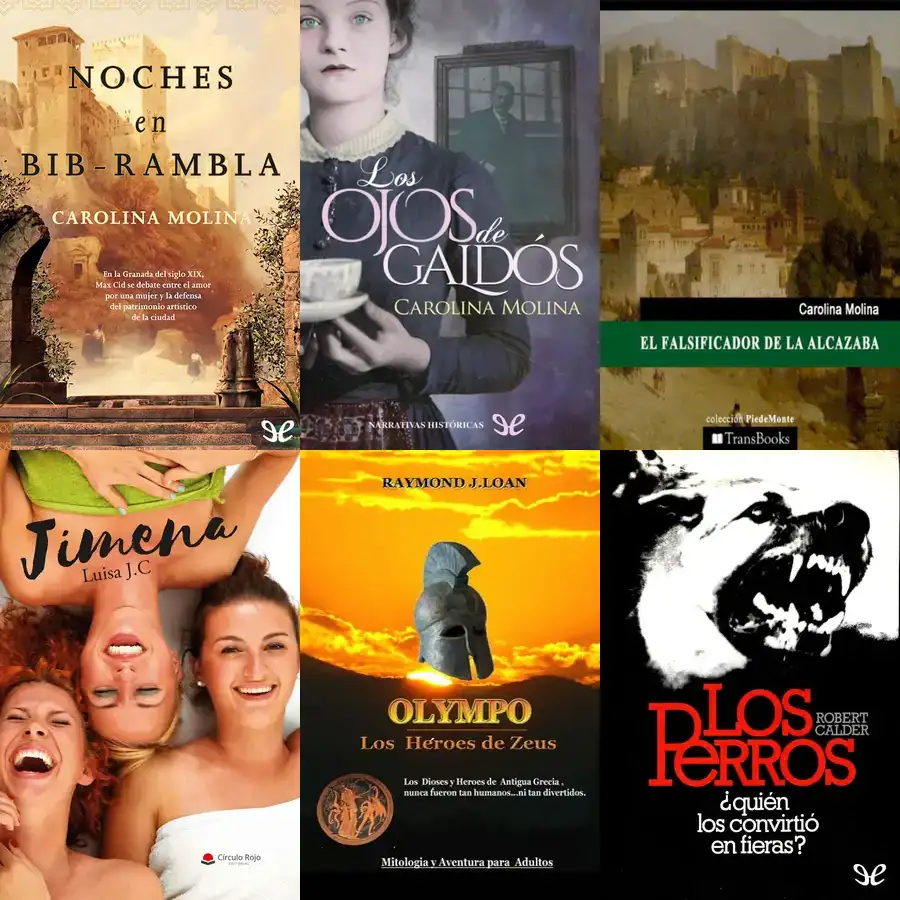 NOCHES
en
BIB-RAMBLA
CAROLINA MOLINA
En la Granada del siglo XIX,
Max Cid se debate entre el amor
por una mujer y la defensa
del patrimonio artístico
de la ciudad
Los
OJOS de
GALDÓS
CAROLINA MOLINA
NARRATIVAS HISTÓRICAS
Carolina Molina
EL FALSIFICADOR DE LA ALCAZABA
colección PiedeMonte
TransBooks
Jimena
Luisa J.C
Círculo Rojo
RAYMOND J.LOAN
OLYMPO
Los Héroes de Zeus
Los Dioses y Heroes de Antigua Grecia ,
nunca fueron tan humanos...ni tan divertidos.
Mitologia y Aventura para Adultos
LOS
PERROS
ROBERT
CALDER
¿quién
los convirtió
en fieras?